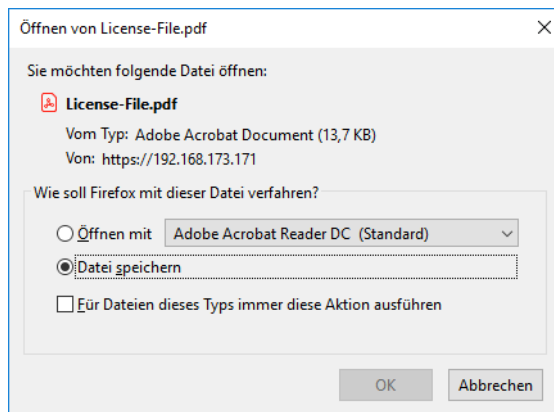 Öffnen von License-File.pdf
Sie möchten folgende Datei öffnen:
License-File.pdf
Vom Typ: Adobe Acrobat Document (13,7 KB)
Von: https://192.168.173.171
Wie soll Firefox mit dieser Datei verfahren?
Öffnen mit Adobe Acrobat Reader DC (Standard)
Datei speichern
Für Dateien dieses Typs immer diese Aktion ausführen
OK Abbrechen